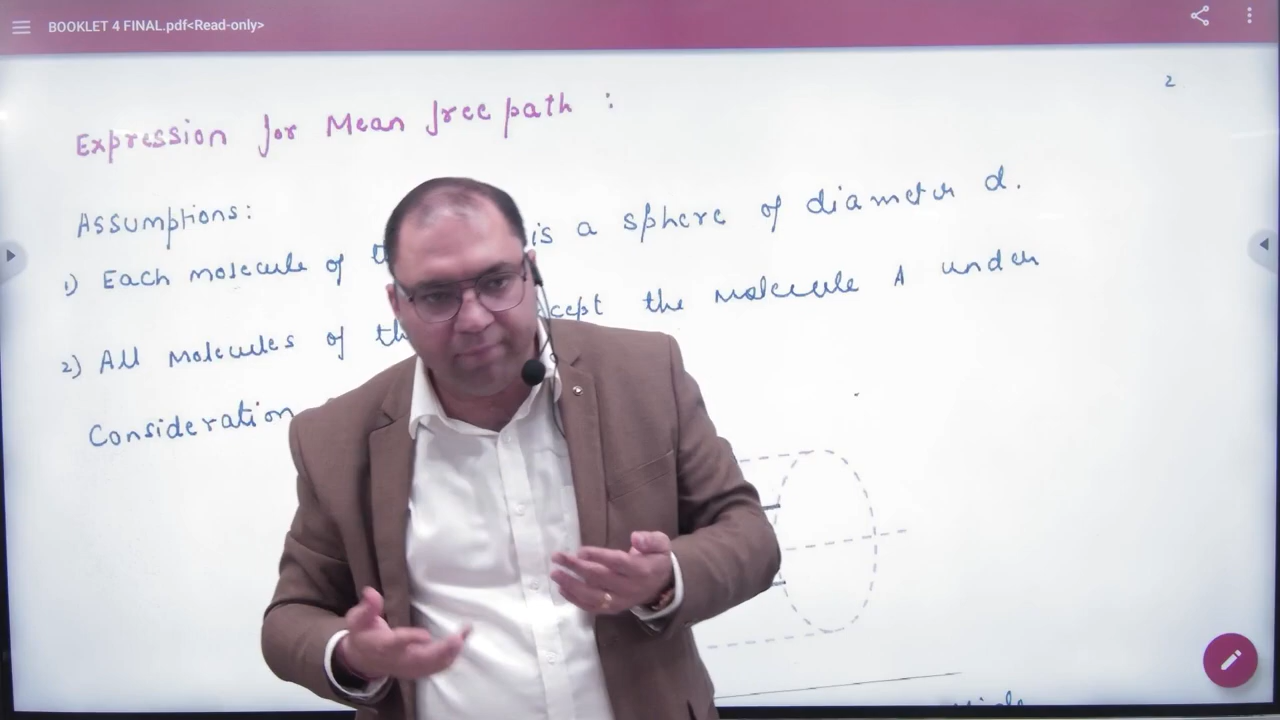 BOOKLET 4 FINAL.pdf<Read-only>
2
Expression for Mean free path :
Assumptions:
1) Each molecule of is a sphere of diameter d.
2) All molecules of the molecule A under
Consideration